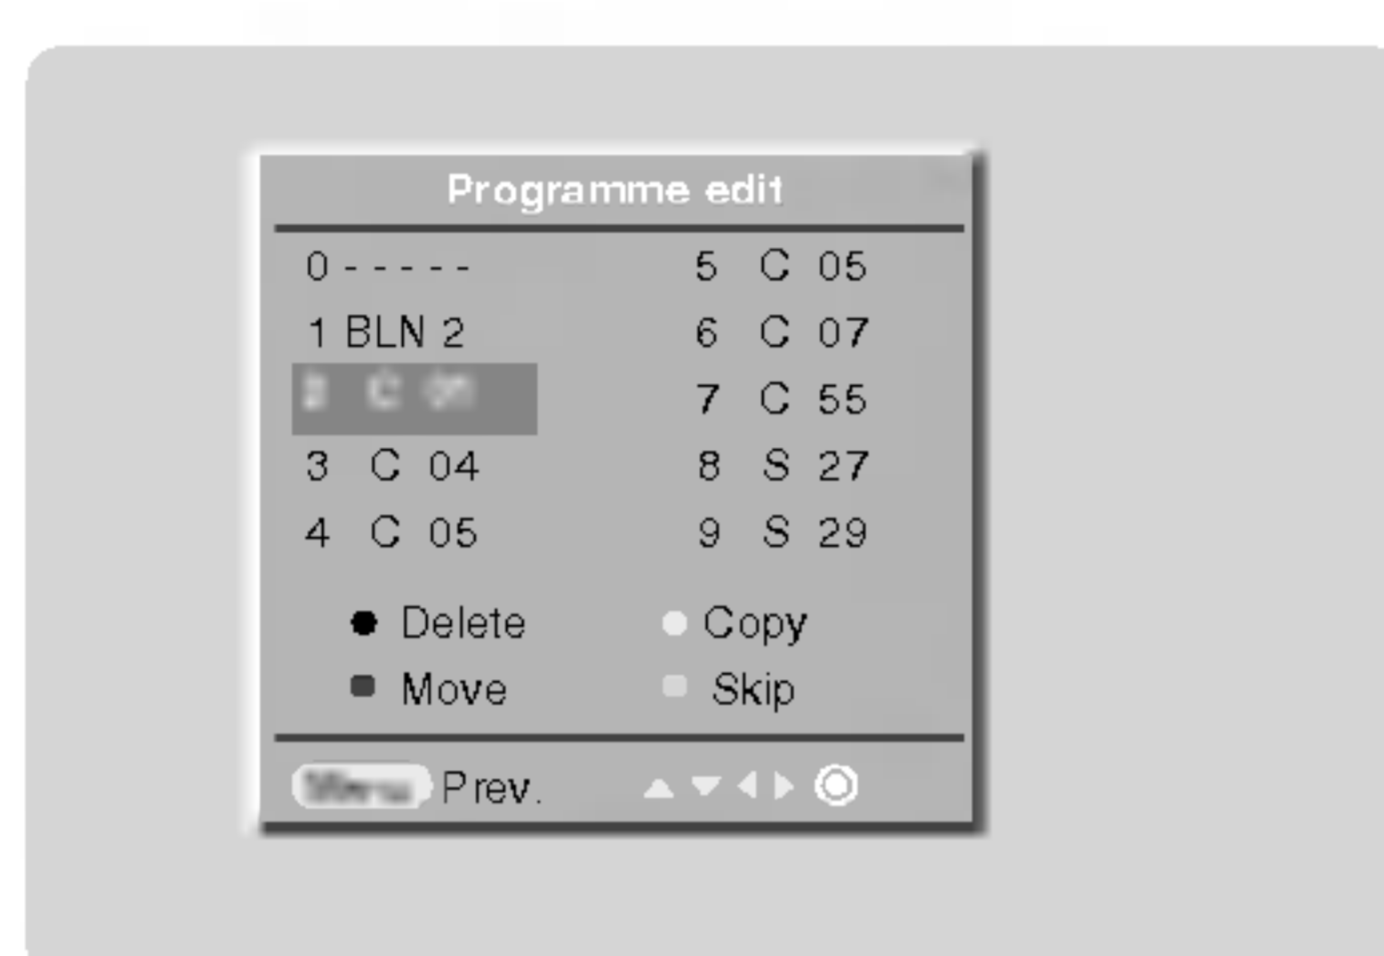 Programme edit
0 - - - - -
1 BLN 2
C
3 C 04
4 C 05
5 C 05
6 C 07
7 C 55
8 S 27
9 S 29
Delete
Copy
Move
Skip
Menu Prev.